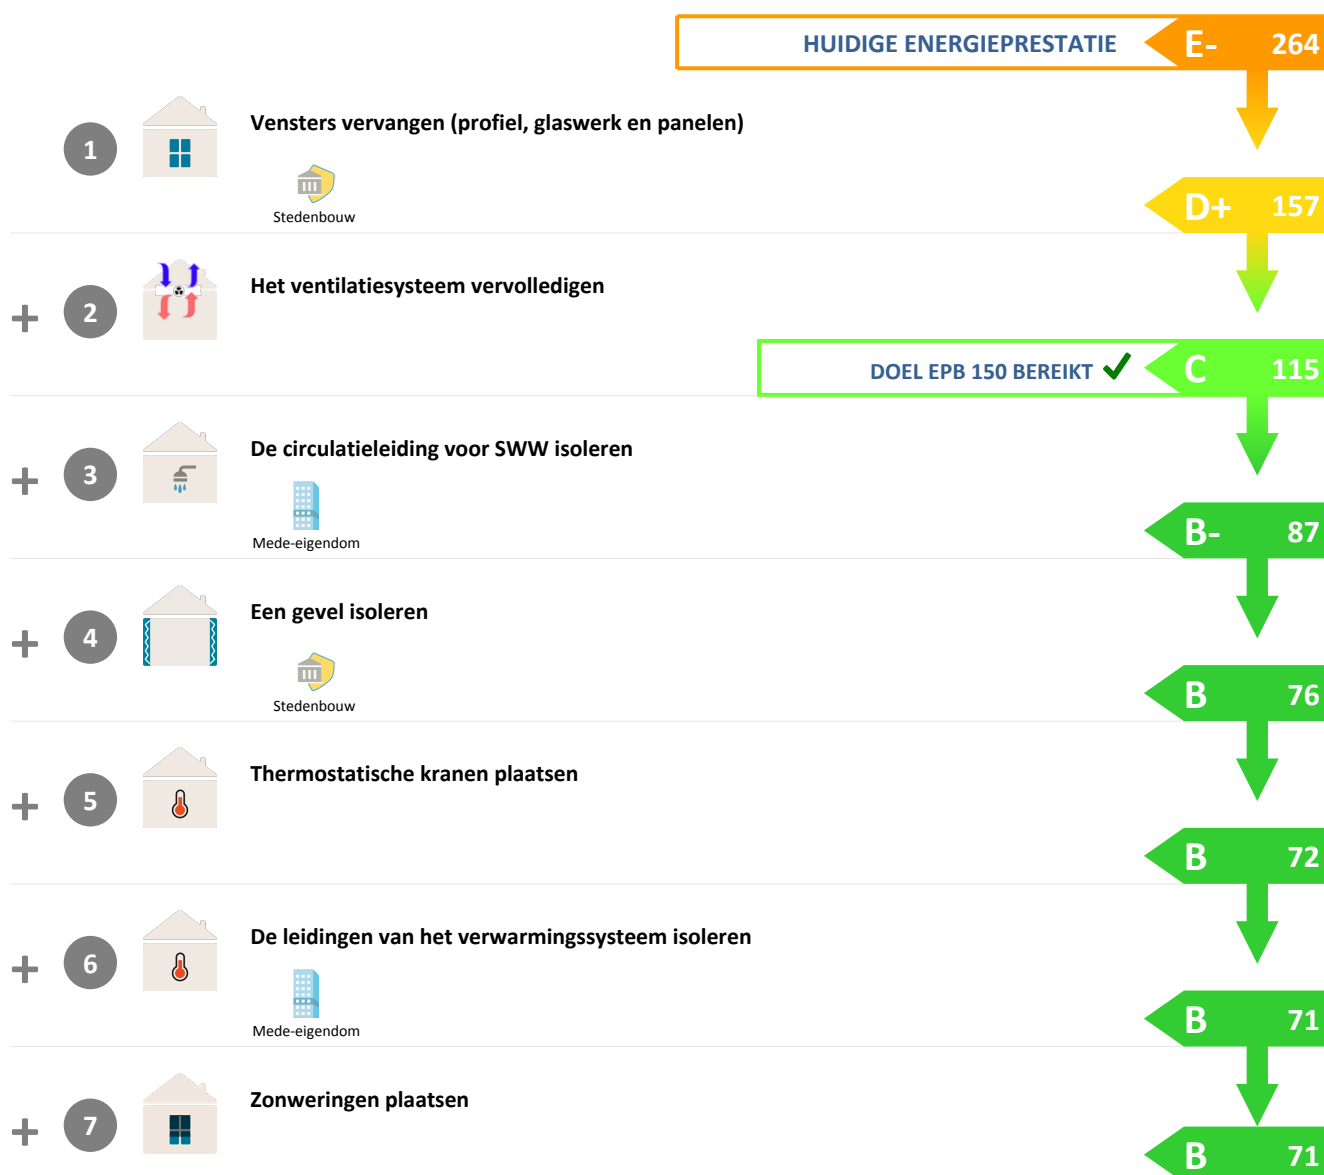 HUIDIGE ENERGIEPRESTATIE E- 264
1 Vensters vervangen (profiel, glaswerk en panelen)
Stedenbouw
D+ 157
+ 2 Het ventilatiesysteem vervolledigen
DOEL EPB 150 BEREIKT ✓ C 115
+ 3 De circulatieleiding voor SWW isoleren
Mede-eigendom
B- 87
+ 4 Een gevel isoleren
Stedenbouw
B 76
+ 5 Thermostatische kranen plaatsen
B 72
+ 6 De leidingen van het verwarmingssysteem isoleren
Mede-eigendom
B 71
+ 7 Zonweringen plaatsen
B 71